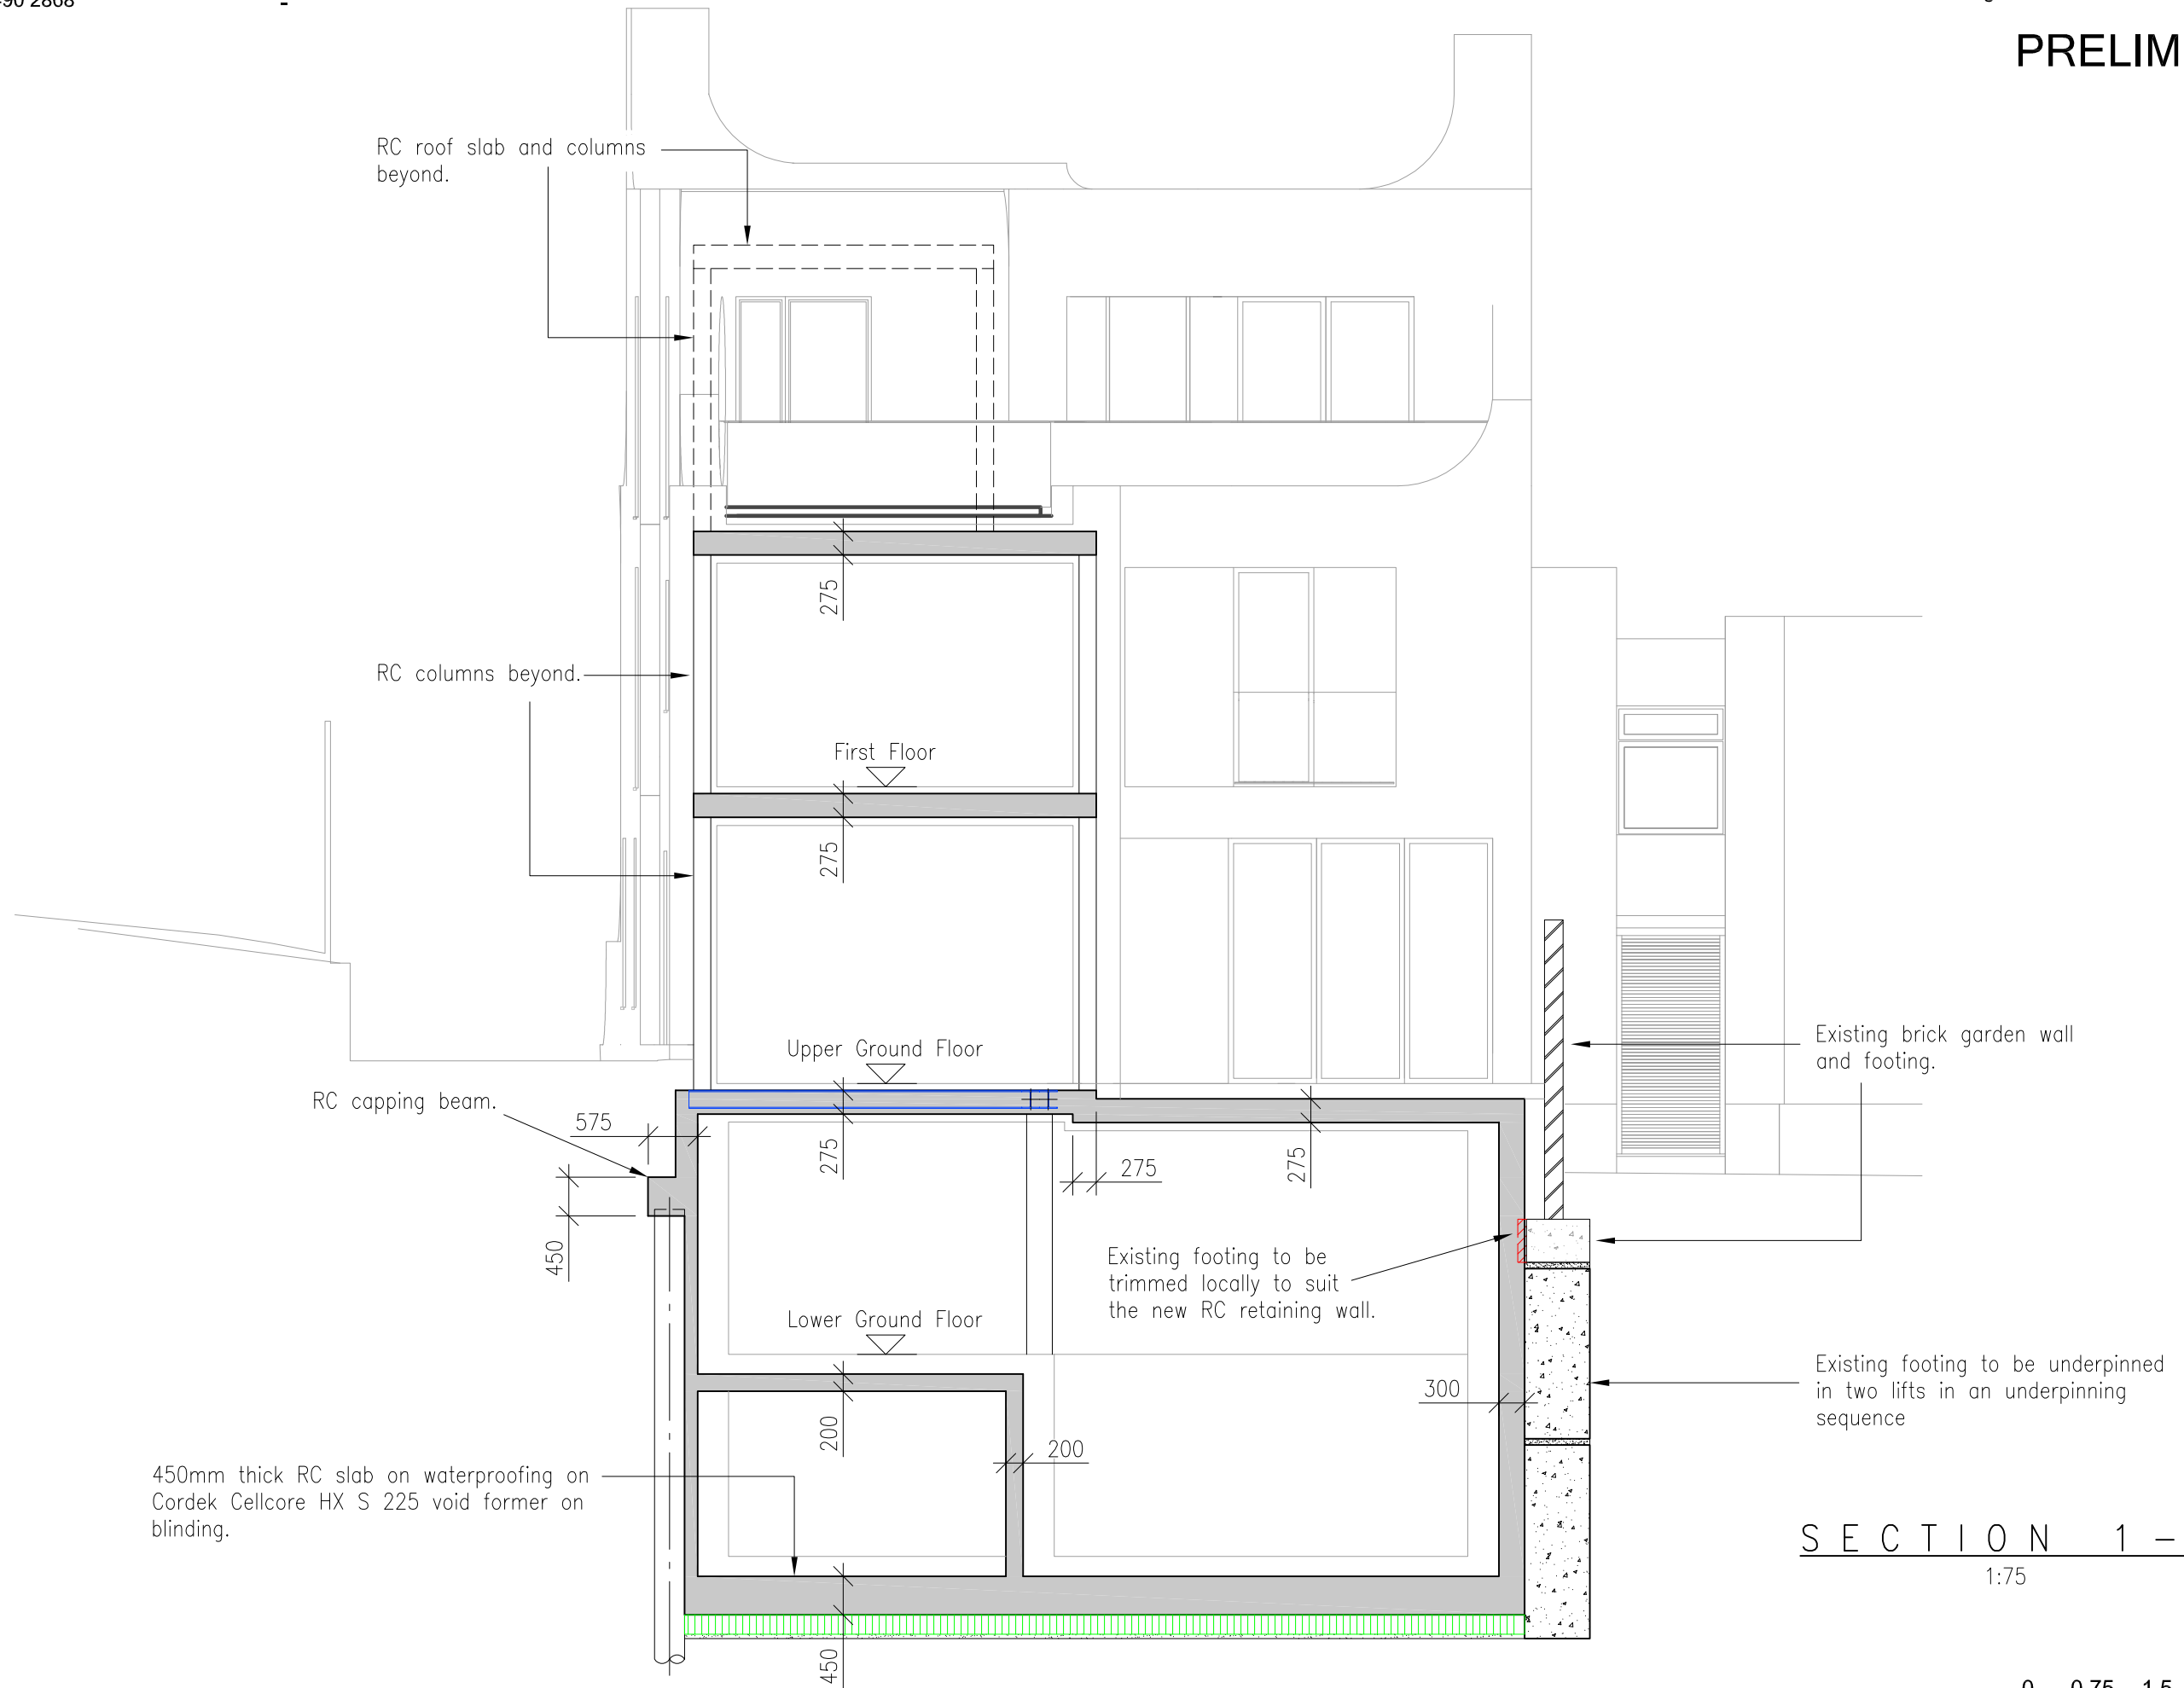 PRELIM
RC roof slab and columns
beyond.
275
RC columns beyond.
First Floor
275
Upper Ground Floor
Existing brick garden wall
and footing.
RC capping beam.
575
275
275
275
450
Existing footing to be
trimmed locally to suit
the new RC retaining wall.
Lower Ground Floor
Existing footing to be underpinned
in two lifts in an underpinning
sequence
300
200
200
450mm thick RC slab on waterproofing on
Cordek Cellcore HX S 225 void former on
blinding.
SECTION 1-
1:75
450